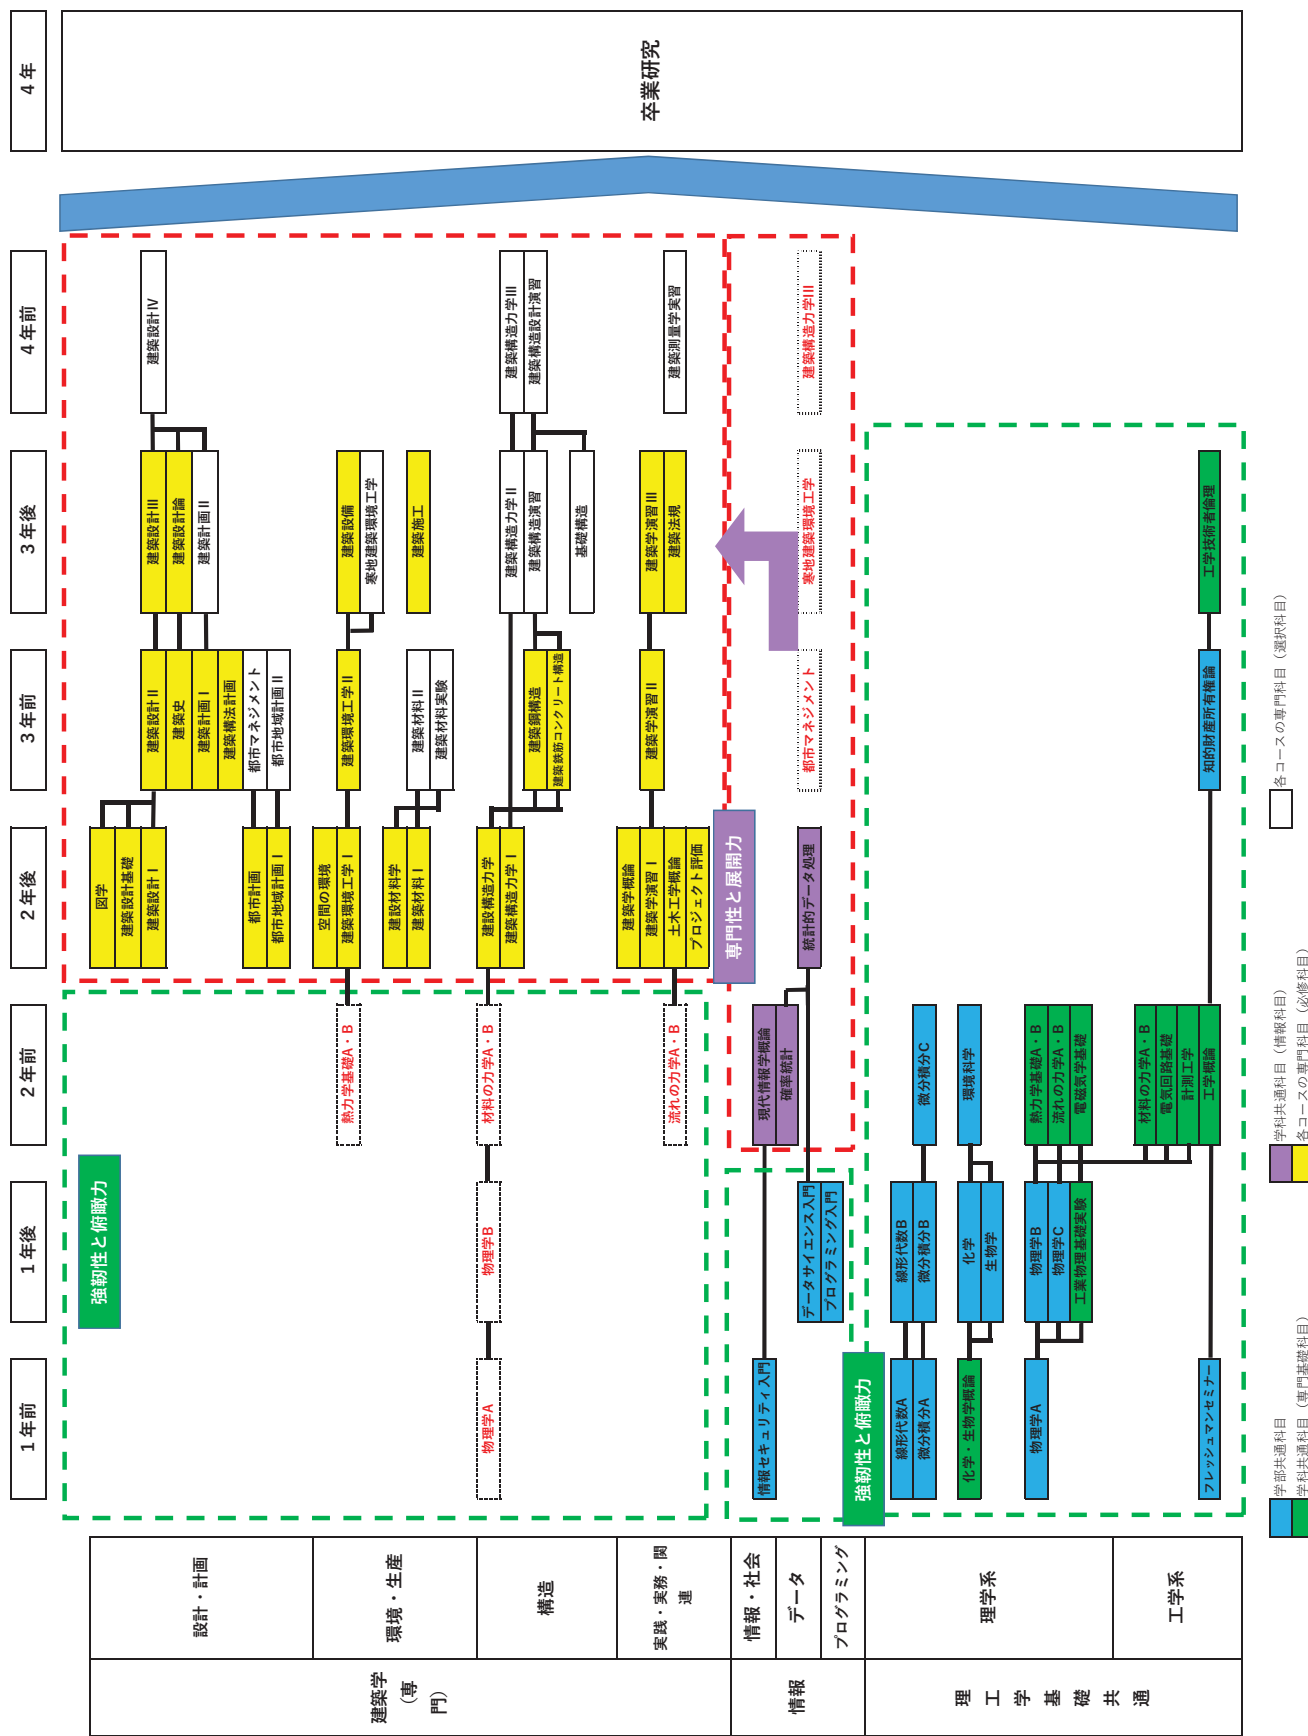 1年前
1年後
2年前
2年後
3年前
3年後
4年前
4年
建築学
(専
門)
設計・計画
図学
建築設計基礎
建築設計Ⅰ
建築設計Ⅱ
建築史
建築計画Ⅰ
建築構法計画
都市マネジメント
都市地域計画Ⅱ
建築設計Ⅲ
建築設計論
建築計画Ⅱ
建築設計Ⅳ
都市計画
都市地域計画Ⅰ
環境・生産
熱力学基礎A・B
空間の環境
建築環境工学Ⅰ
建築環境工学Ⅱ
建築設備
寒地建築環境工学
建設材料学
建築材料Ⅰ
建築材料Ⅱ
建築材料実験
建築施工
構造
物理学A
物理学B
材料の力学A・B
建設構造力学
建築構造力学Ⅰ
建築鋼構造
建築鉄筋コンクリート構造
建築構造力学Ⅱ
建築構造演習
基礎構造
建築構造力学Ⅲ
建築構造設計演習
実践・実務・関
連
流れの力学A・B
建築学概論
建築学演習Ⅰ
土木工学概論
プロジェクト評価
建築学演習Ⅱ
建築学演習Ⅲ
建築法規
建築測量学実習
強靭性と俯瞰力
専門性と展開力
卒業研究
情報
情報・社会
データ
プログラミング
情報セキュリティ入門
データサイエンス入門
プログラミング入門
現代情報学概論
確率統計
統計的データ処理
都市マネジメント
寒地建築環境工学
建築構造力学Ⅲ
強靭性と俯瞰力
理工学基礎共通
理学系
線形代数A
微分積分A
線形代数B
微分積分B
微分積分C
化学・生物学概論
化学
生物学
環境科学
物理学A
物理学B
物理学C
工業物理基礎実験
熱力学基礎A・B
流れの力学A・B
電磁気学基礎
工学系
材料の力学A・B
電気回路基礎
計測工学
工学概論
フレッシュマンセミナー
知的財産所有権論
工学技術者倫理
学部共通科目
学科共通科目(専門基礎科目)
学科共通科目(情報科目)
各コースの専門科目(必修科目)
各コースの専門科目(選択科目)